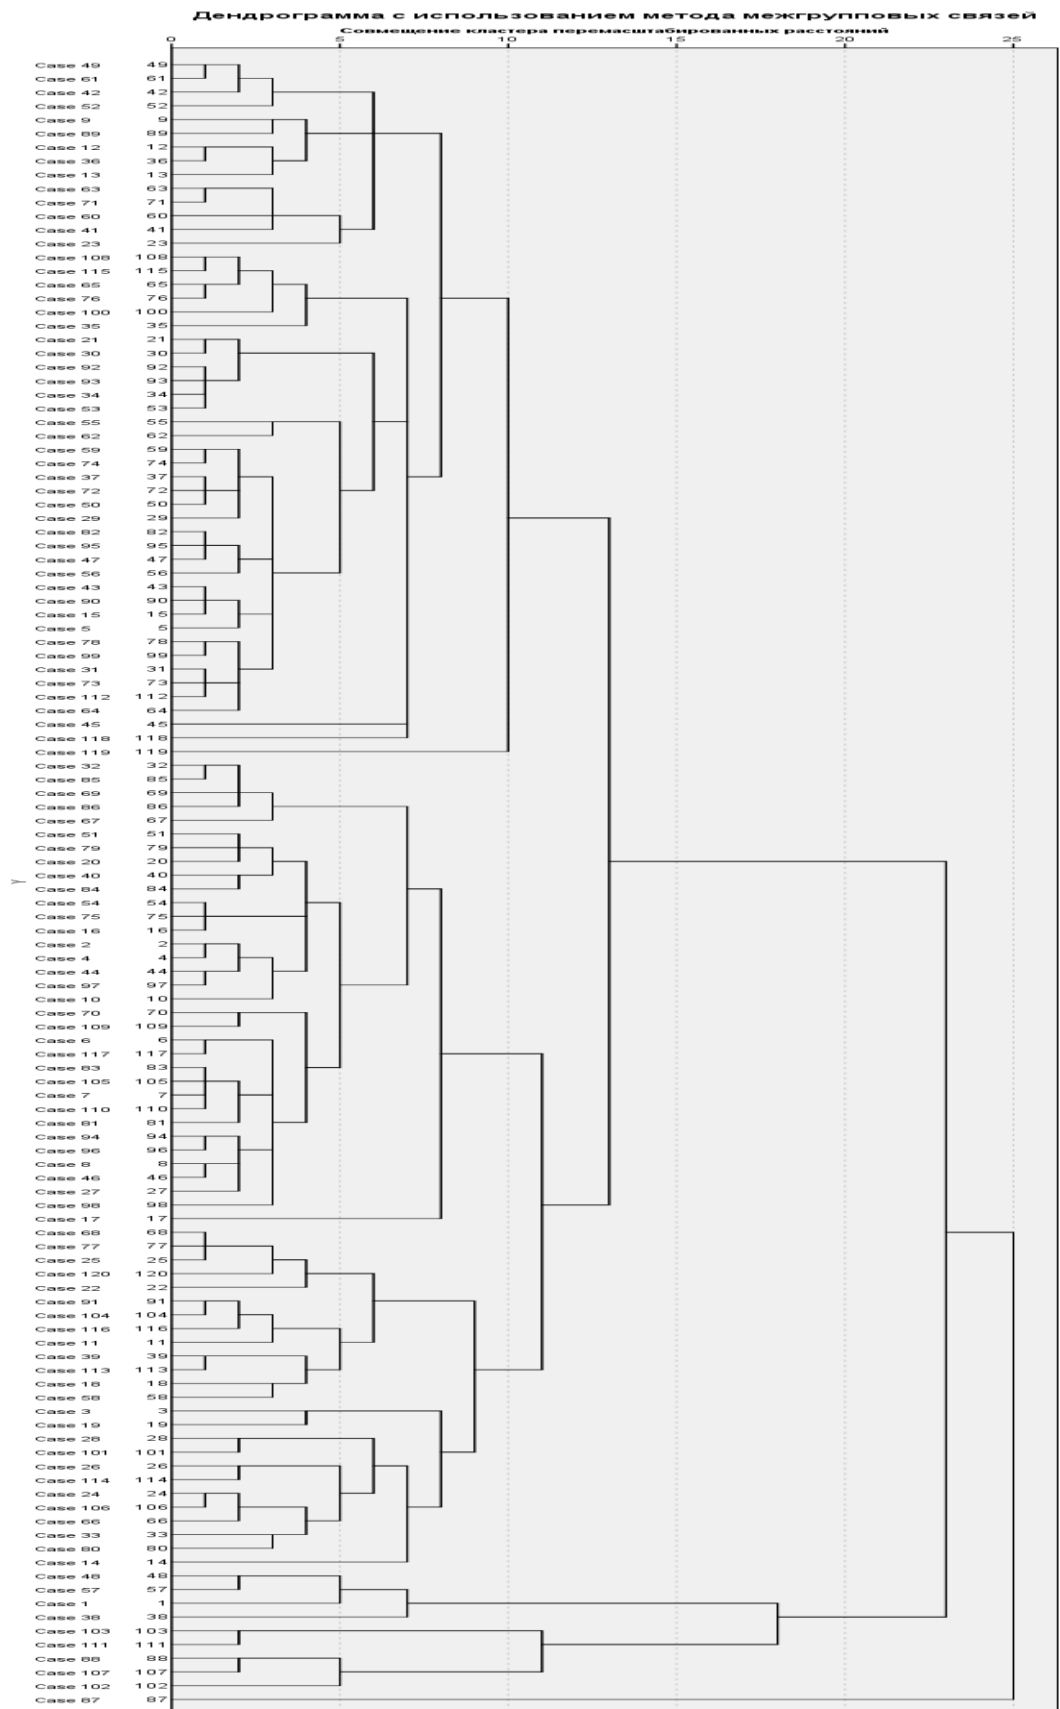 Дендрограмма с использованием метода межгрупповых связей
Совмещение кластера перемасштабированных расстояний
0 5 10 15 20 25
Case 49 49
Case 61 61
Case 42 42
Case 52 52
Case 9 9
Case 89 89
Case 12 12
Case 36 36
Case 13 13
Case 63 63
Case 71 71
Case 60 60
Case 41 41
Case 23 23
Case 108 108
Case 115 115
Case 65 65
Case 76 76
Case 100 100
Case 35 35
Case 21 21
Case 30 30
Case 92 92
Case 93 93
Case 34 34
Case 53 53
Case 55 55
Case 62 62
Case 59 59
Case 74 74
Case 37 37
Case 72 72
Case 50 50
Case 29 29
Case 82 82
Case 95 95
Case 47 47
Case 56 56
Case 43 43
Case 90 90
Case 15 15
Case 5 5
Case 78 78
Case 99 99
Case 31 31
Case 73 73
Case 112 112
Case 64 64
Case 45 45
Case 118 118
Case 119 119
Case 32 32
Case 85 85
Case 69 69
Case 86 86
Case 67 67
Case 51 51
Case 79 79
Case 20 20
Y
Case 40 40
Case 84 84
Case 54 54
Case 75 75
Case 16 16
Case 2 2
Case 4 4
Case 44 44
Case 97 97
Case 10 10
Case 70 70
Case 109 109
Case 6 6
Case 117 117
Case 83 83
Case 105 105
Case 7 7
Case 110 110
Case 81 81
Case 94 94
Case 96 96
Case 8 8
Case 46 46
Case 27 27
Case 98 98
Case 17 17
Case 68 68
Case 77 77
Case 25 25
Case 120 120
Case 22 22
Case 91 91
Case 104 104
Case 116 116
Case 11 11
Case 39 39
Case 113 113
Case 18 18
Case 58 58
Case 3 3
Case 19 19
Case 28 28
Case 101 101
Case 26 26
Case 114 114
Case 24 24
Case 106 106
Case 66 66
Case 33 33
Case 80 80
Case 14 14
Case 48 48
Case 57 57
Case 1 1
Case 38 38
Case 103 103
Case 111 111
Case 88 88
Case 107 107
Case 102 102
Case 87 87